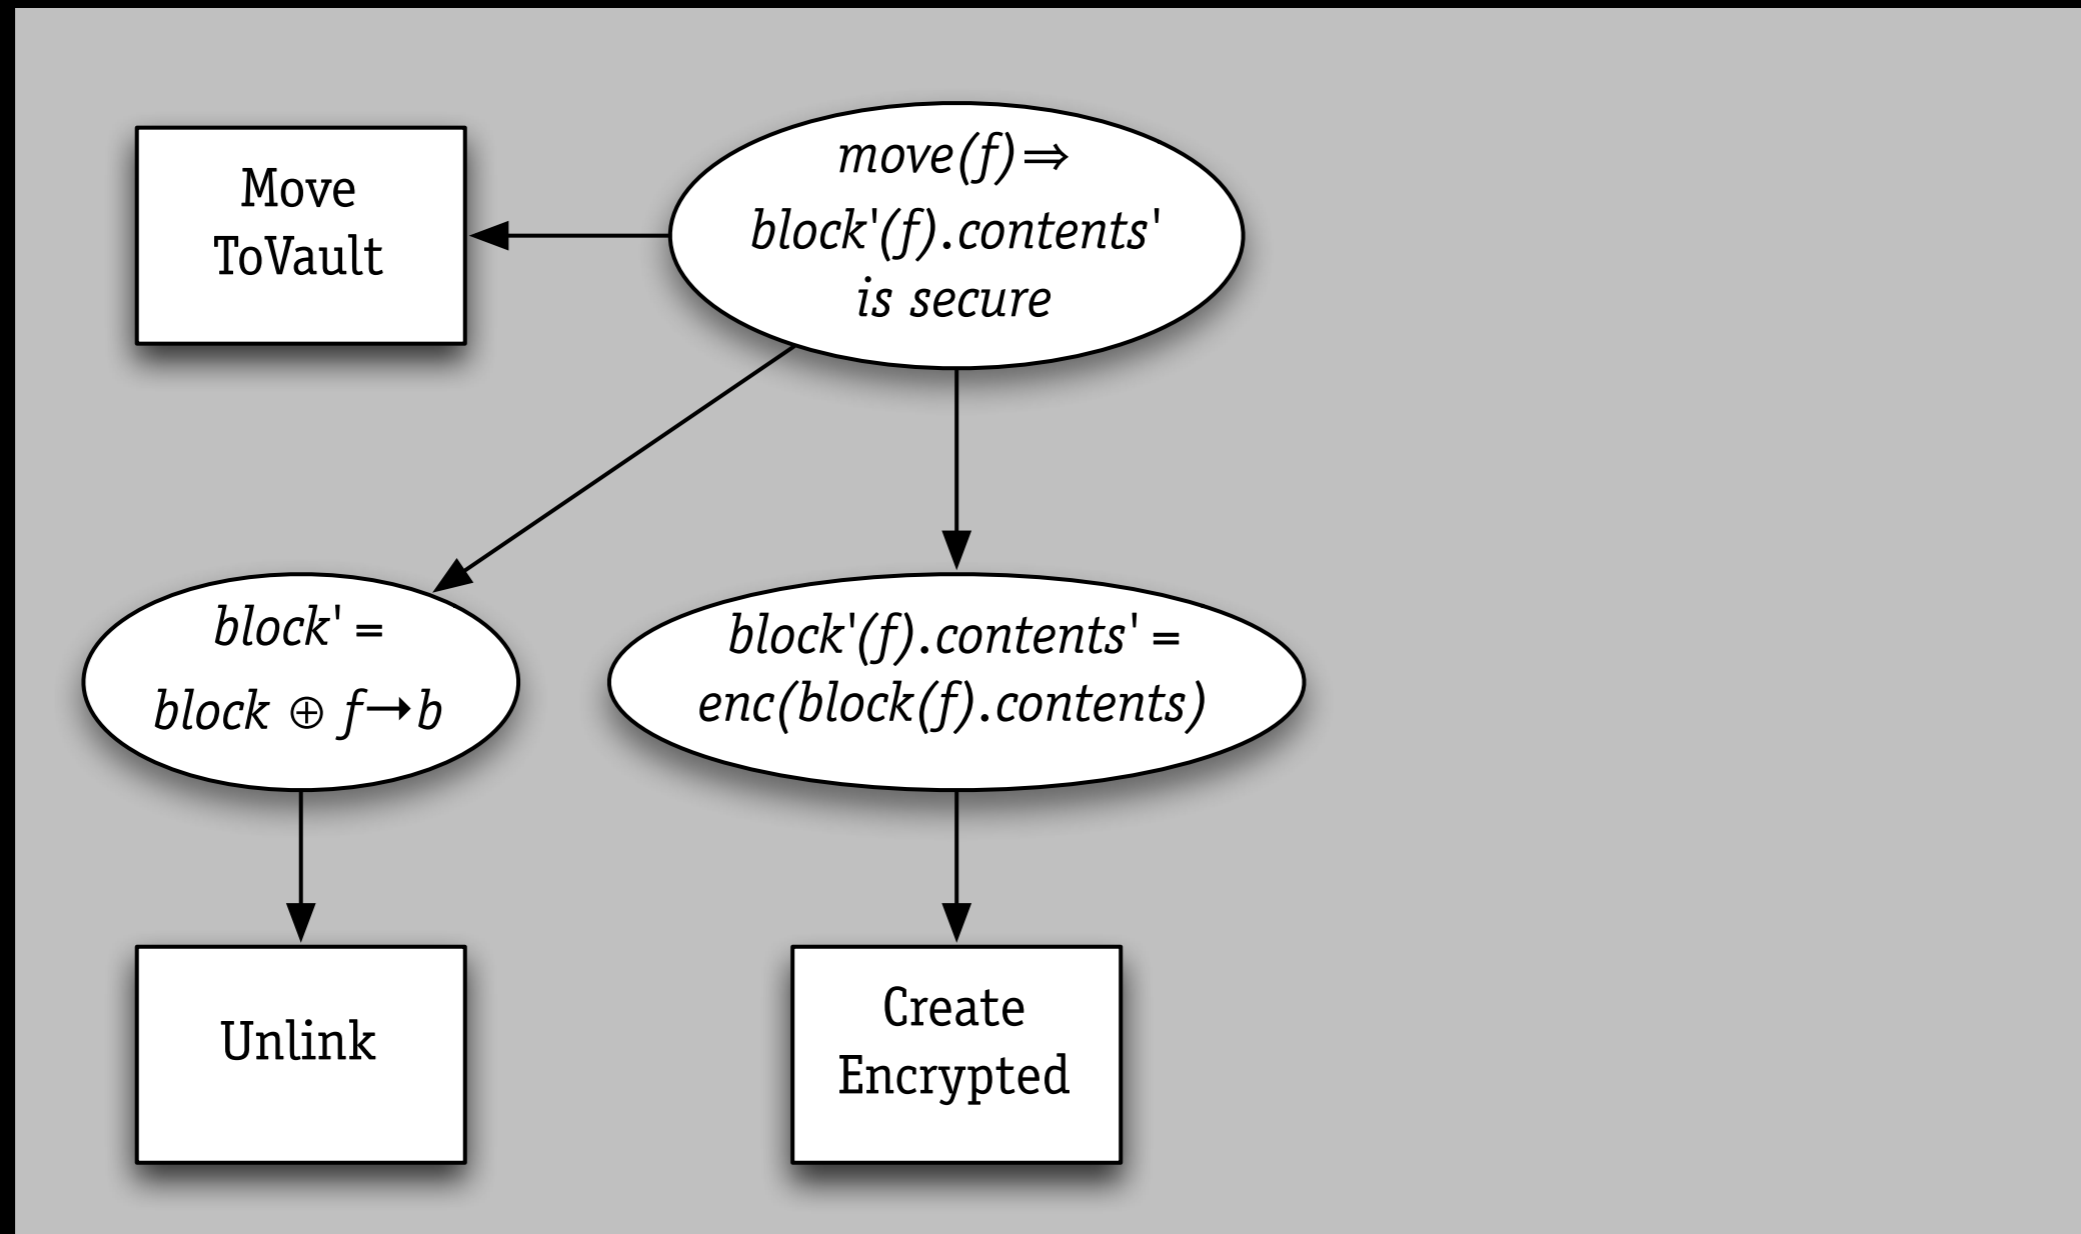 Move
ToVault
move(f)⇒
block'(f).contents'
is secure
block' =
block ⊕ f→b
block'(f).contents' =
enc(block(f).contents)
Unlink
Create
Encrypted